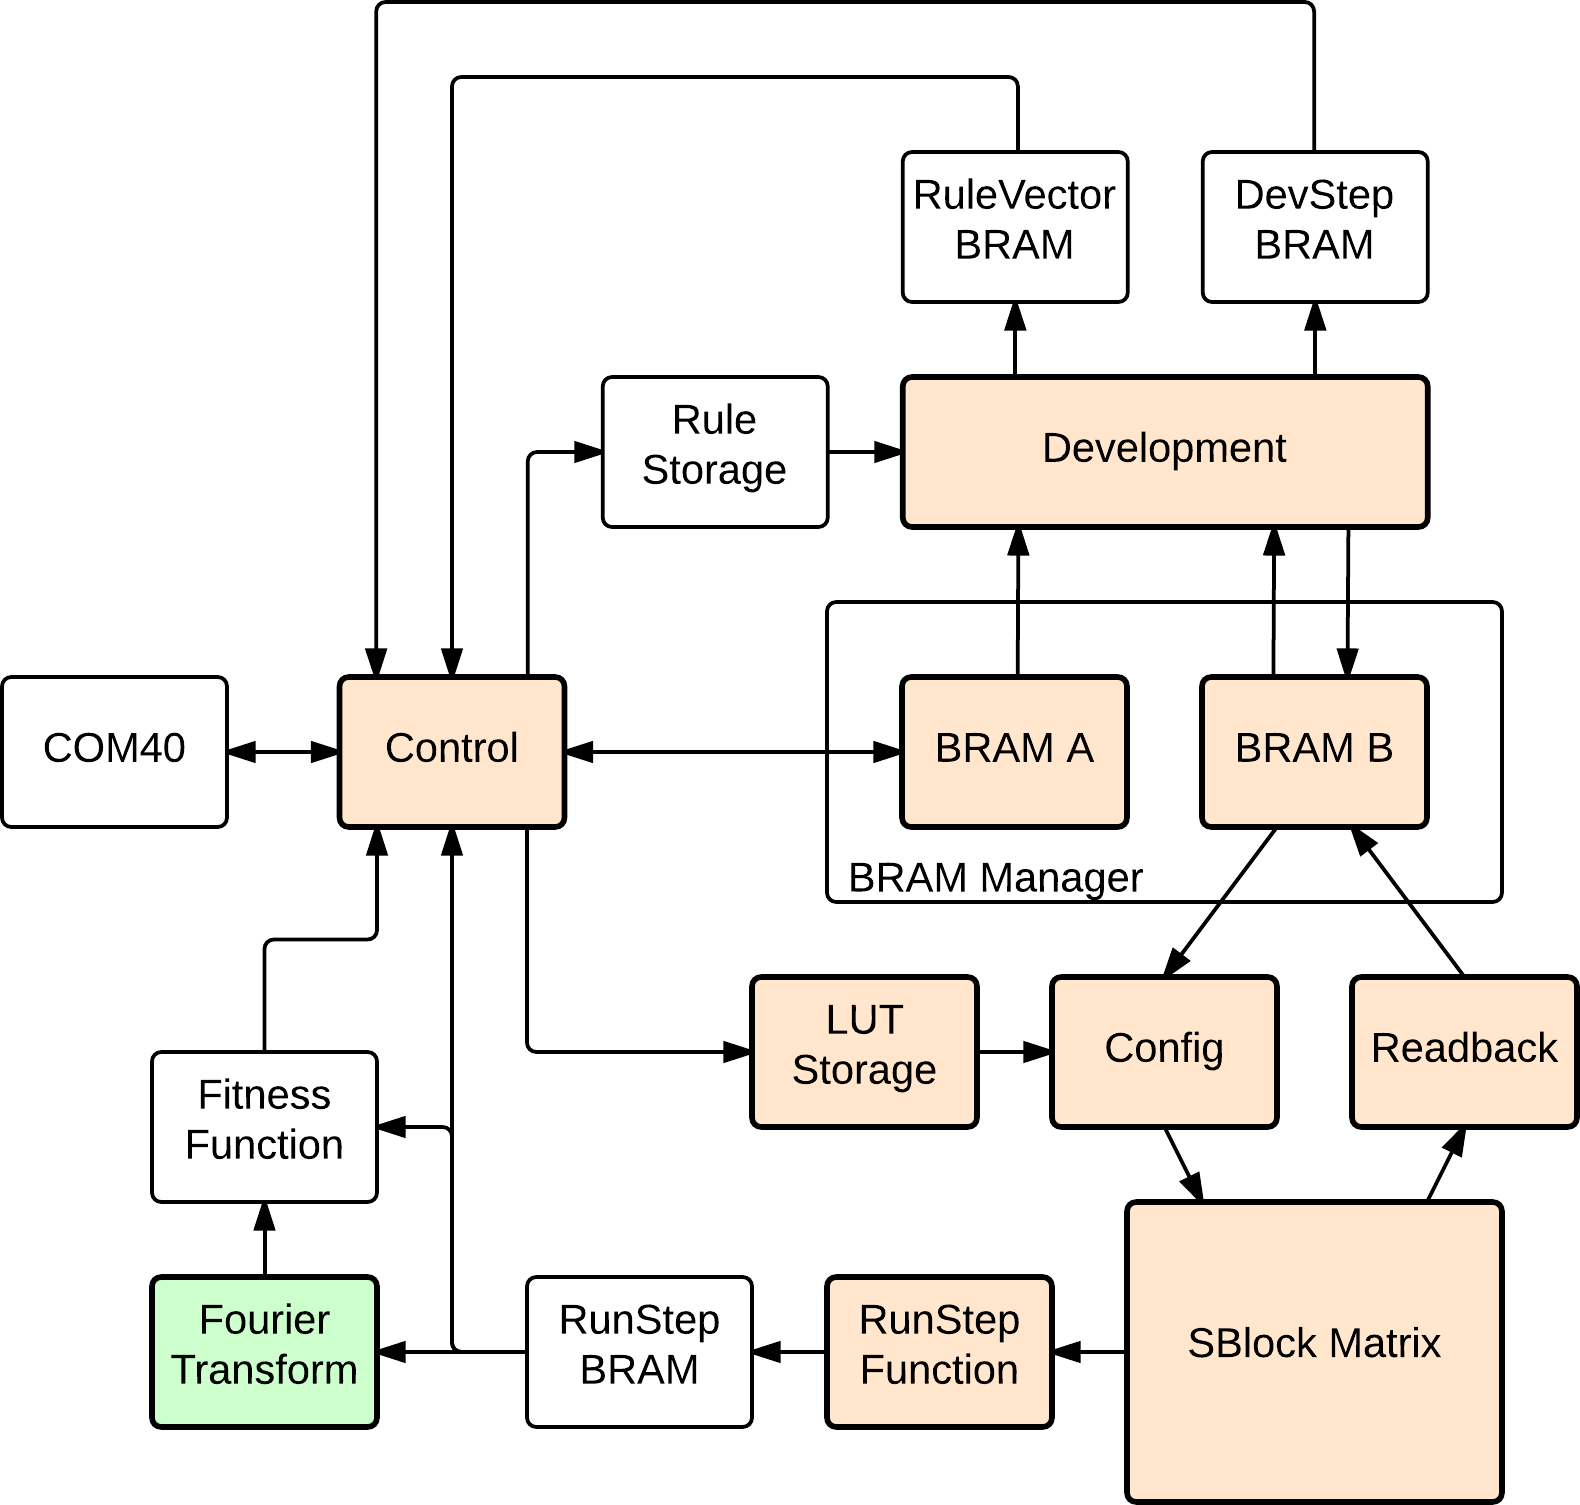 RuleVector
BRAM
DevStep
BRAM
Rule
Storage
Development
COM40
Control
BRAM A
BRAM B
BRAM Manager
LUT
Storage
Config
Readback
Fitness
Function
Fourier
Transform
RunStep
BRAM
RunStep
Function
SBlock Matrix